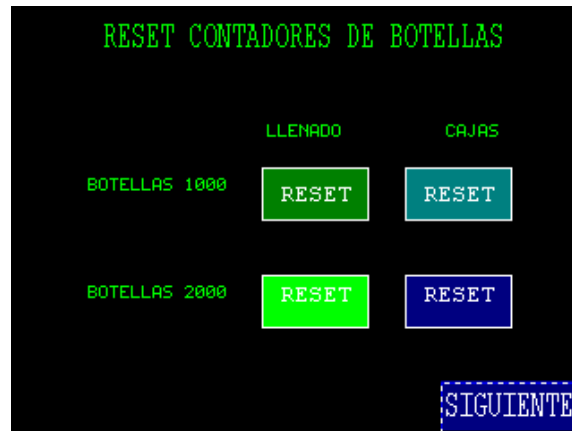 RESET CONTADORES DE BOTELLAS
LLENADO CAJAS
BOTELLAS 1000 RESET RESET
BOTELLAS 2000 RESET RESET
SIGUIENTE